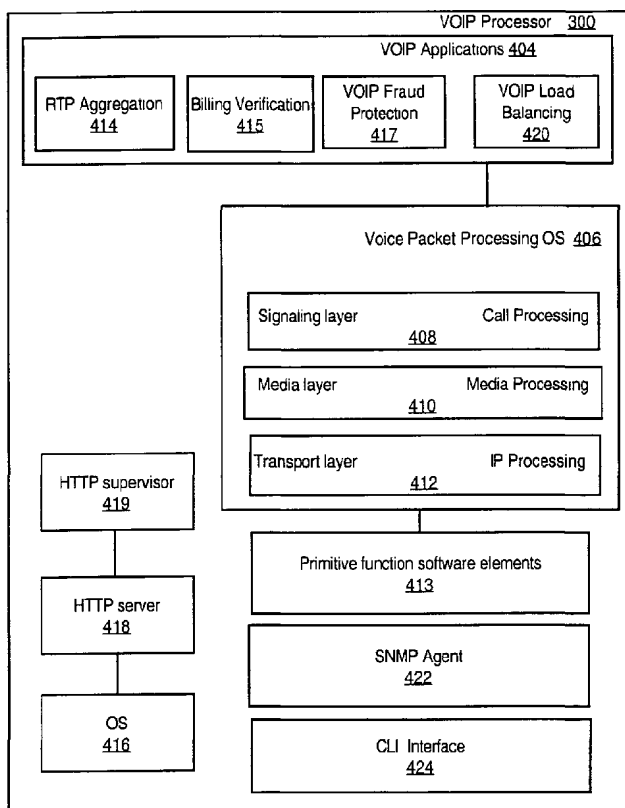 VOIP Processor 300
VOIP Applications 404
RTP Aggregation
414
Billing Verification
415
VOIP Fraud
Protection
417
VOIP Load
Balancing
420
Voice Packet Processing OS 406
Signaling layer Call Processing
408
Media layer Media Processing
410
Transport layer IP Processing
412
HTTP supervisor
419
HTTP server
418
OS
416
Primitive function software elements
413
SNMP Agent
422
CLI Interface
424